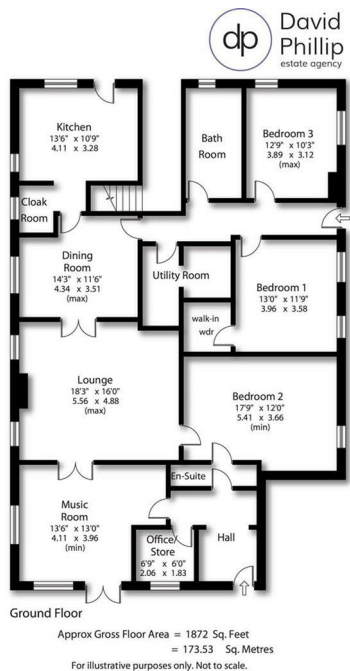 dp
David
Phillip
estate agency
Kitchen
13'6" x 10'9"
4.11 x 3.28
Bath
Room
Bedroom 3
12'9" x 10'3"
3.89 x 3.12
(max)
Cloak
Room
Dining
Room
14'3" x 11'6"
4.34 x 3.51
(max)
Utility Room
Bedroom 1
13'0" x 11'9"
3.96 x 3.58
walk-in
wdr
Lounge
18'3" x 16'0"
5.56 x 4.88
(max)
Bedroom 2
17'9" x 12'0"
5.41 x 3.66
(min)
En-Suite
Music
Room
13'6" x 13'0"
4.11 x 3.96
(min)
Office/
Store
6'9" x 6'0"
2.06 x 1.83
Hall
Ground Floor
Approx Gross Floor Area = 1872 Sq. Feet
= 173.53 Sq. Metres
For illustrative purposes only. Not to scale.